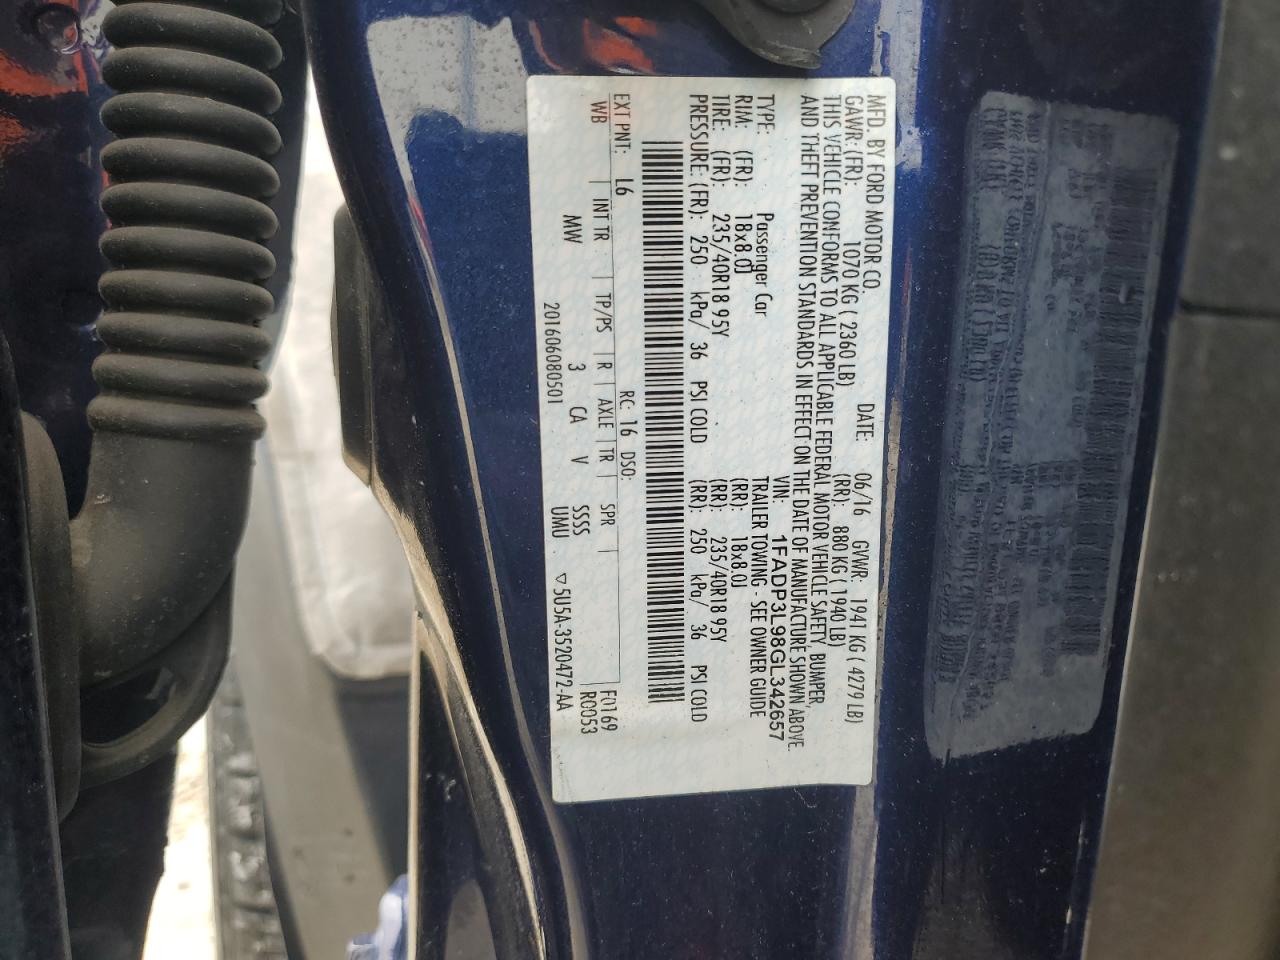 MFD. BY FORD MOTOR CO.
DATE: 06/16 GVWR: 1941 KG ( 4279 LB)
GAWR: (FR): 1070 KG ( 2360 LB) (RR): 880 KG ( 1940 LB)
THIS VEHICLE CONFORMS TO ALL APPLICABLE FEDERAL MOTOR VEHICLE SAFETY, BUMPER,
AND THEFT PREVENTION STANDARDS IN EFFECT ON THE DATE OF MANUFACTURE SHOWN ABOVE.
VIN: 1FADP3L98GL342657
TYPE: Passenger Car TRAILER TOWING - SEE OWNER GUIDE
RIM: (FR): 18x8.0J (RR): 18x8.0J
TIRE: (FR): 235/40R18 95Y (RR): 235/40R18 95Y
PRESSURE: (FR): 250 kPa/ 36 PSI COLD (RR): 250 kPa/ 36 PSI COLD
RC: 16 DSO: F0169
EXT PNT: L6 R0053
WB | INT TR | TP/PS | R | AXLE | TR | SPR |
MW 3 CA V SSSS
201606080501 UMU . ▽5U5A-3520472-AA